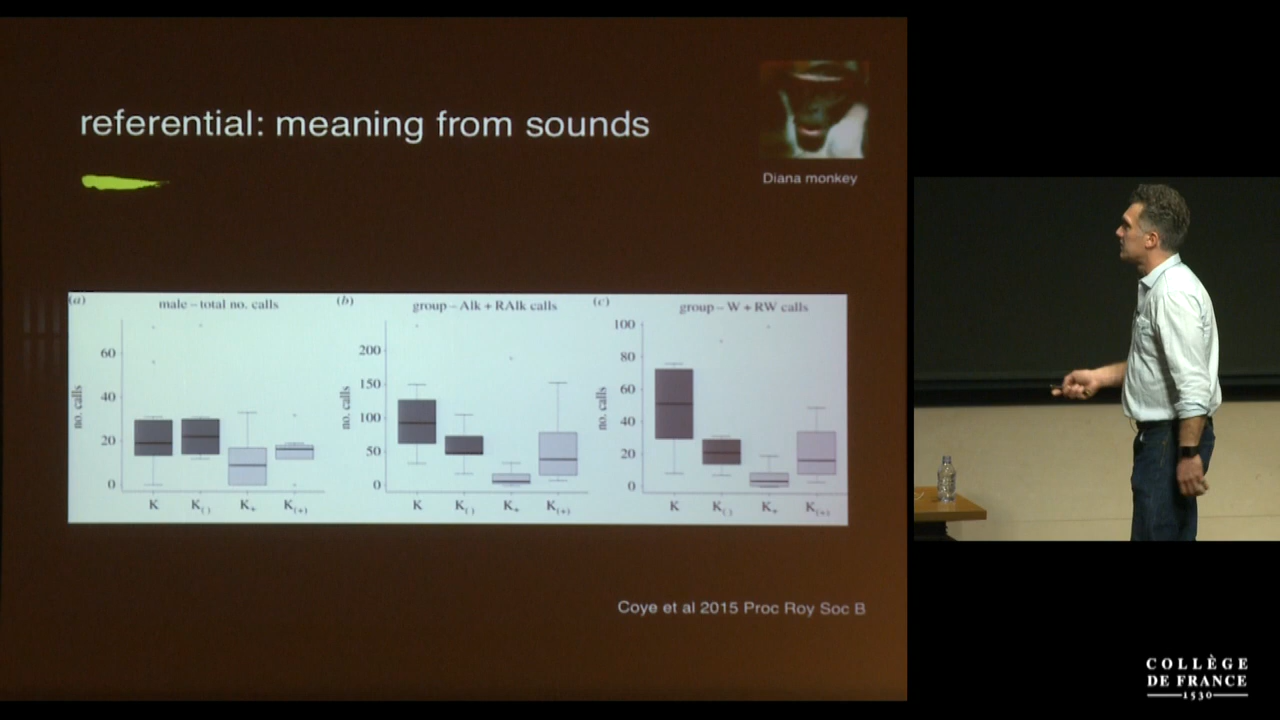 referential: meaning from sounds
Diana monkey
(a) male – total no. calls
no. calls
60
40
20
0
K K( ) K+ K(+)
(b) group – Alk + RAlk calls
no. calls
200
150
100
50
0
K K( ) K+ K(+)
(c) group – W + RW calls
no. calls
100
80
60
40
20
0
K K( ) K+ K(+)
Coye et al 2015 Proc Roy Soc B
COLLÈGE
DE FRANCE
1530